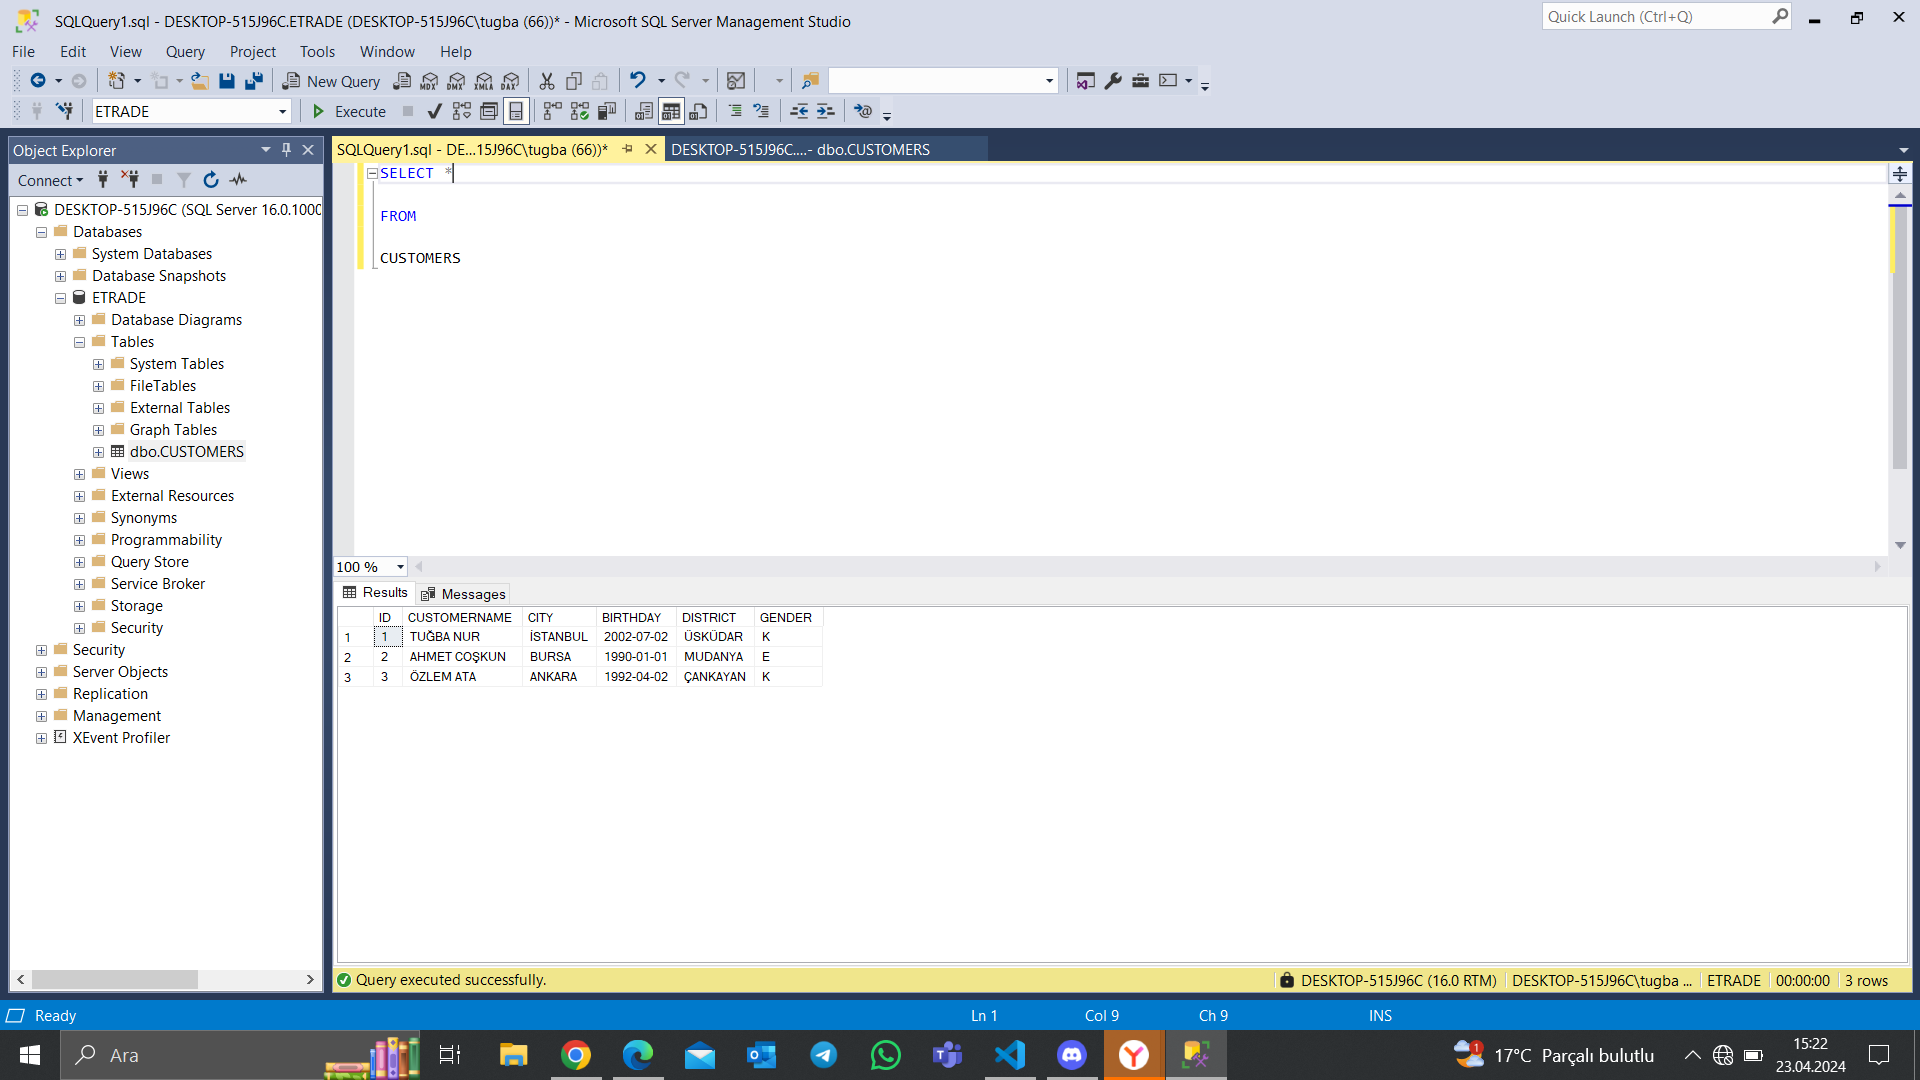 SQLQuery1.sql - DESKTOP-515J96C.ETRADE (DESKTOP-515J96C\tugba (66))* - Microsoft SQL Server Management Studio
Quick Launch (Ctrl+Q)
File Edit View Query Project Tools Window Help
New Query MDX DMX XMLA DAX
ETRADE Execute
Object Explorer
SQLQuery1.sql - DE...15J96C\tugba (66))*
DESKTOP-515J96C....- dbo.CUSTOMERS
Connect
DESKTOP-515J96C (SQL Server 16.0.1000
Databases
System Databases
Database Snapshots
ETRADE
Database Diagrams
Tables
System Tables
FileTables
External Tables
Graph Tables
dbo.CUSTOMERS
Views
External Resources
Synonyms
Programmability
Query Store
Service Broker
Storage
Security
Security
Server Objects
Replication
Management
XEvent Profiler
SELECT *
FROM
CUSTOMERS
100 %
Results Messages
ID CUSTOMERNAME CITY BIRTHDAY DISTRICT GENDER
1 1 TUĞBA NUR İSTANBUL 2002-07-02 ÜSKÜDAR K
2 2 AHMET COŞKUN BURSA 1990-01-01 MUDANYA E
3 3 ÖZLEM ATA ANKARA 1992-04-02 ÇANKAYAN K
Query executed successfully.
DESKTOP-515J96C (16.0 RTM) DESKTOP-515J96C\tugba ... ETRADE 00:00:00 3 rows
Ready Ln 1 Col 9 Ch 9 INS
Ara
1 17°C Parçalı bulutlu
15:22
23.04.2024